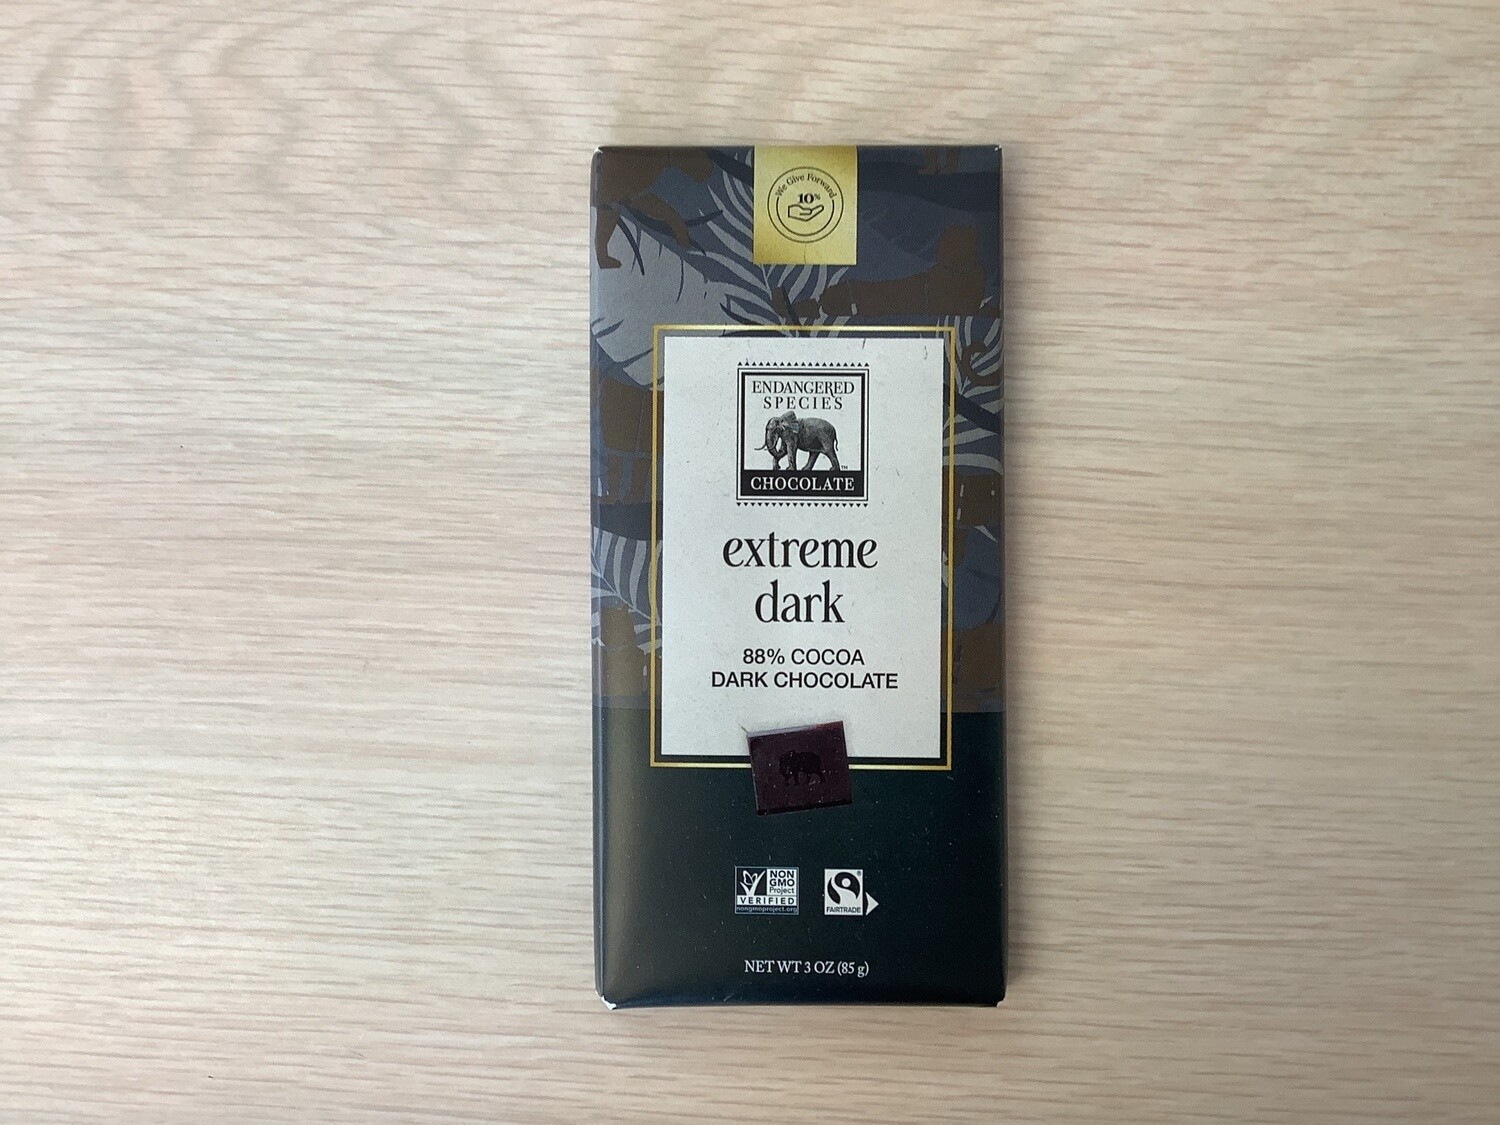 We Give Forward
10%
ENDANGERED
SPECIES
™
CHOCOLATE
extreme
dark
88% COCOA
DARK CHOCOLATE
NON
GMO
Project
VERIFIED
nongmoproject.org
FAIRTRADE
®
NET WT 3 OZ (85 g)